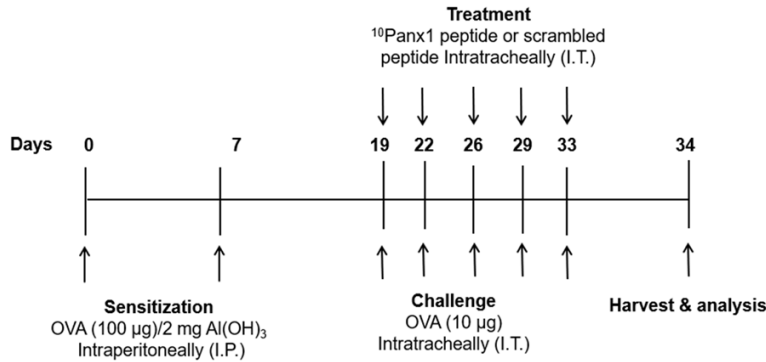 Treatment
¹⁰Panx1 peptide or scrambled
peptide Intratracheally (I.T.)
Days 0 7 19 22 26 29 33 34
Sensitization
OVA (100 µg)/2 mg Al(OH)₃
Intraperitoneally (I.P.)
Challenge
OVA (10 µg)
Intratracheally (I.T.)
Harvest & analysis